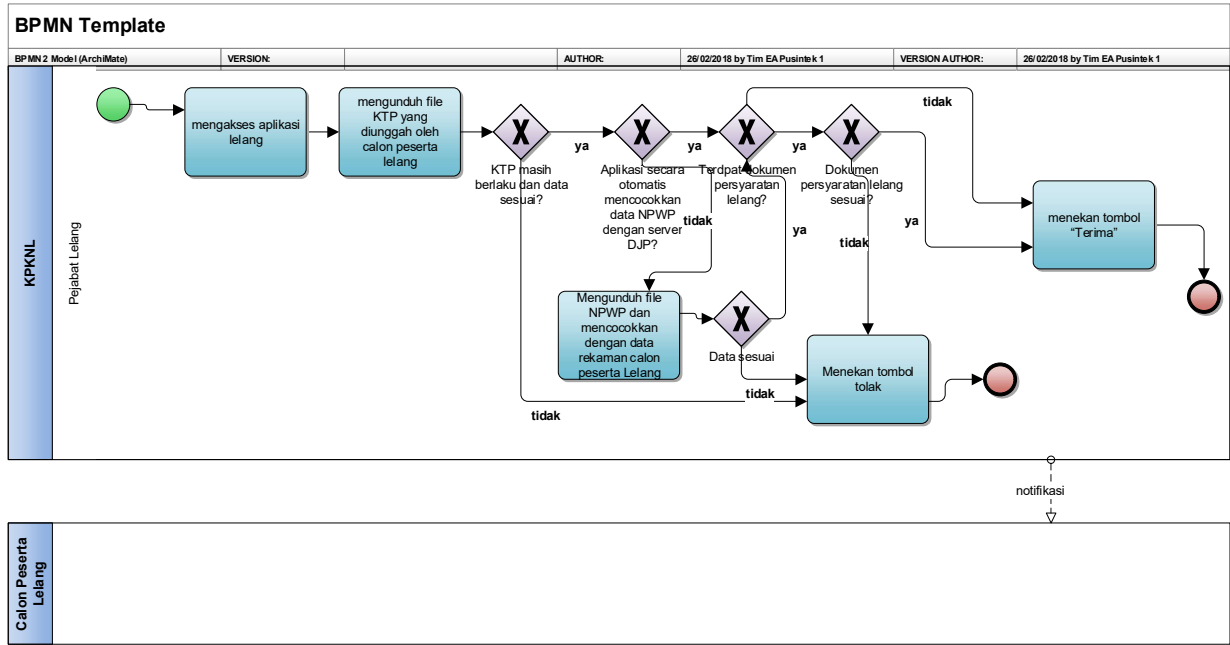 BPMN Template
BPMN 2 Model (ArchiMate)
VERSION:
AUTHOR:
26/02/2018 by Tim EA Pusintek 1
VERSION AUTHOR:
26/02/2018 by Tim EA Pusintek 1
KPKNL
Pejabat Lelang
mengakses aplikasi
lelang
mengunduh file
KTP yang
diunggah oleh
calon peserta
lelang
KTP masih
berlaku dan data
sesuai?
ya
Aplikasi secara
otomatis
mencocokkan
data NPWP
dengan server
DJP?
ya
tidak
Terdpat dokumen
persyaratan
lelang?
ya
tidak
Dokumen
persyaratan lelang
sesuai?
ya
tidak
menekan tombol
“Terima”
Mengunduh file
NPWP dan
mencocokkan
dengan data
rekaman calon
peserta Lelang
Data sesuai
ya
tidak
tidak
Menekan tombol
tolak
notifikasi
Calon Peserta
Lelang